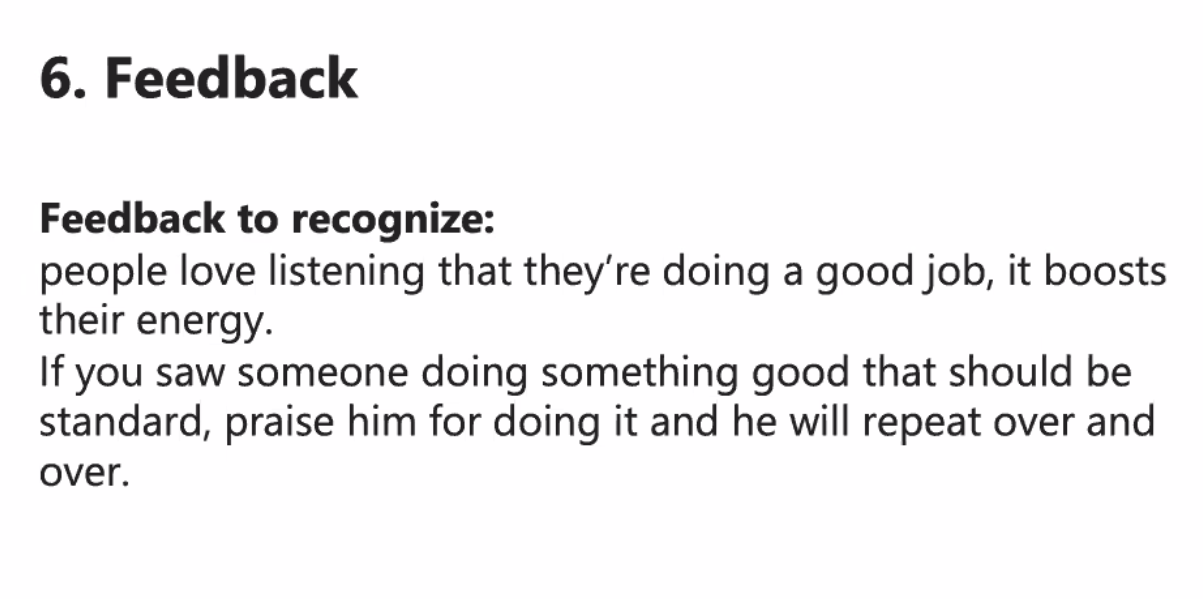 6. Feedback
Feedback to recognize:
people love listening that they're doing a good job, it boosts
their energy.
If you saw someone doing something good that should be
standard, praise him for doing it and he will repeat over and
over.